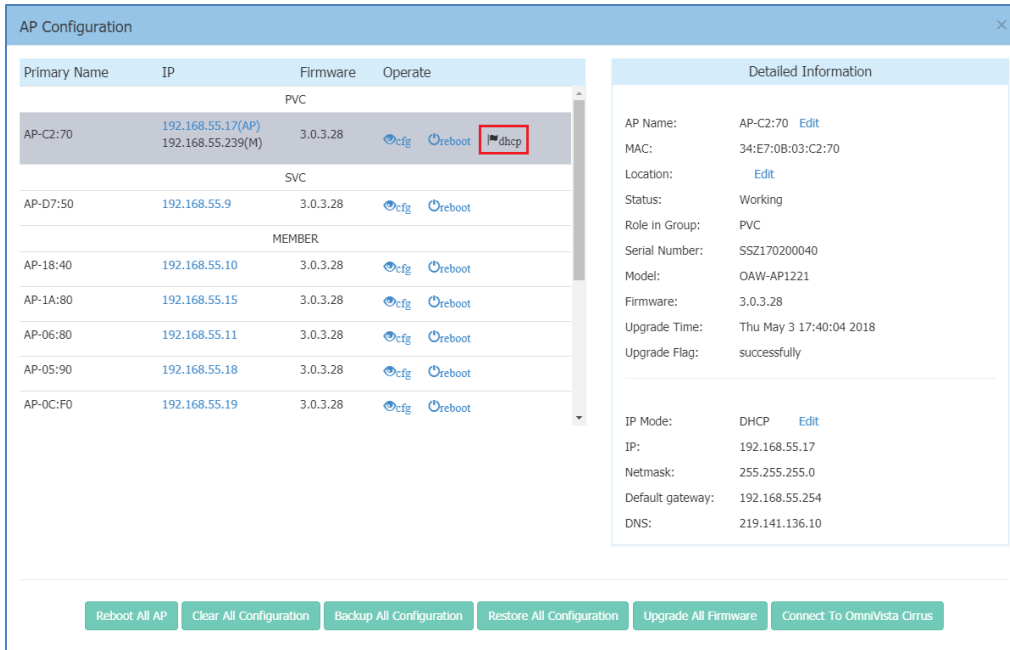 AP Configuration
×
Primary Name IP Firmware Operate
PVC
AP-C2:70 192.168.55.17(AP) 3.0.3.28 cfg reboot dhcp
192.168.55.239(M)
SVC
AP-D7:50 192.168.55.9 3.0.3.28 cfg reboot
MEMBER
AP-18:40 192.168.55.10 3.0.3.28 cfg reboot
AP-1A:80 192.168.55.15 3.0.3.28 cfg reboot
AP-06:80 192.168.55.11 3.0.3.28 cfg reboot
AP-05:90 192.168.55.18 3.0.3.28 cfg reboot
AP-0C:F0 192.168.55.19 3.0.3.28 cfg reboot
Detailed Information
AP Name: AP-C2:70 Edit
MAC: 34:E7:0B:03:C2:70
Location: Edit
Status: Working
Role in Group: PVC
Serial Number: SSZ170200040
Model: OAW-AP1221
Firmware: 3.0.3.28
Upgrade Time: Thu May 3 17:40:04 2018
Upgrade Flag: successfully
IP Mode: DHCP Edit
IP: 192.168.55.17
Netmask: 255.255.255.0
Default gateway: 192.168.55.254
DNS: 219.141.136.10
Reboot All AP Clear All Configuration Backup All Configuration Restore All Configuration Upgrade All Firmware Connect To OmniVista Cirrus